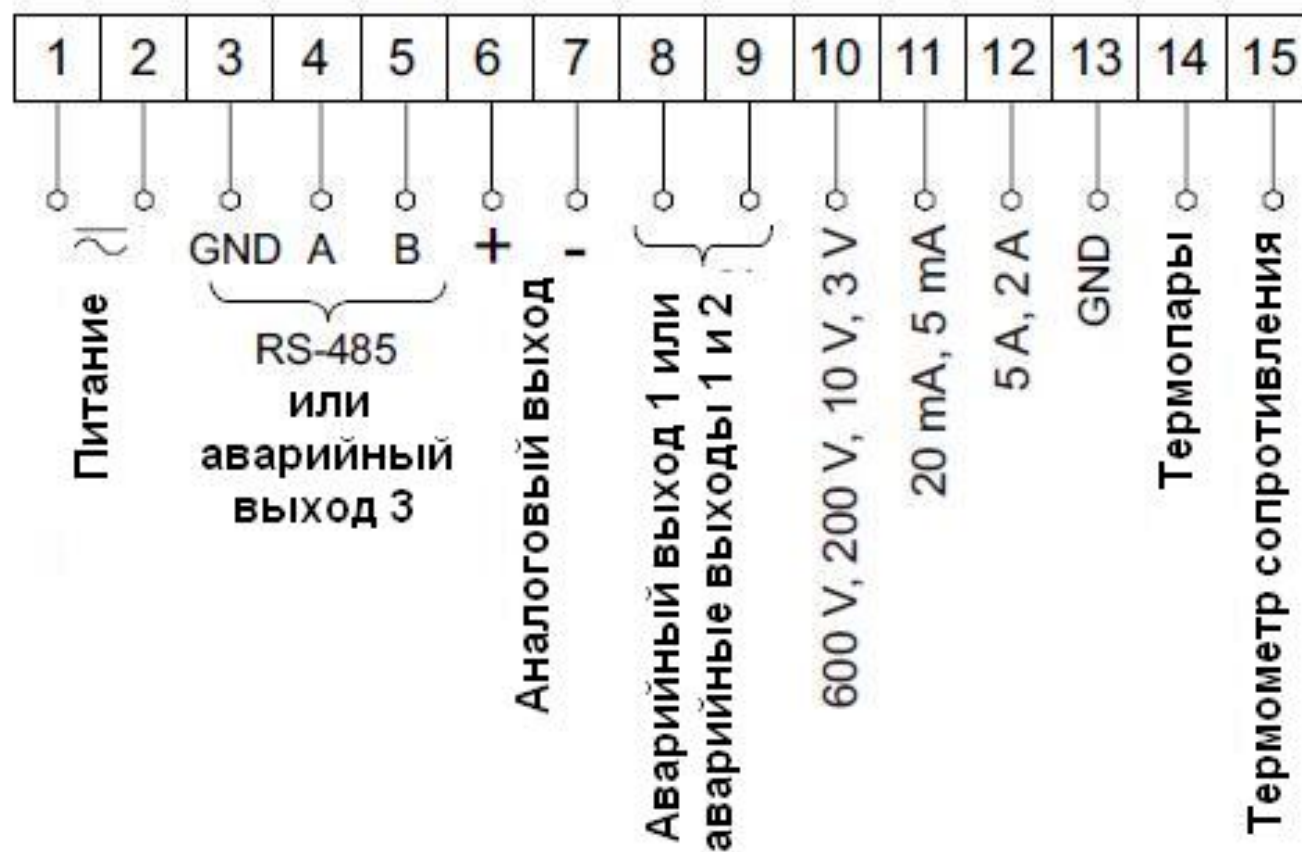 1 2 3 4 5 6 7 8 9 10 11 12 13 14 15
Питание
GND A B
RS-485
или
аварийный
выход 3
+ -
Аналоговый выход
Аварийный выход 1 или
аварийные выходы 1 и 2
600 V, 200 V, 10 V, 3 V
20 mA, 5 mA
5 A, 2 A
GND
Термопары
Термометр сопротивления